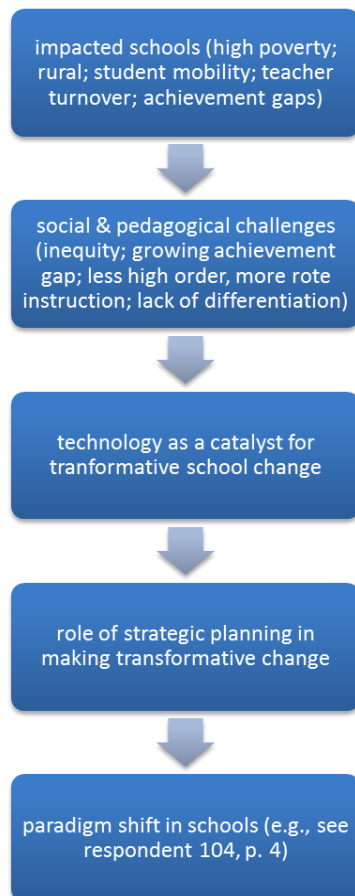 impacted schools (high poverty;
rural; student mobility; teacher
turnover; achievement gaps)
social & pedagogical challenges
(inequity; growing achievement
gap; less high order, more rote
instruction; lack of differentiation)
technology as a catalyst for
tranformative school change
role of strategic planning in
making transformative change
paradigm shift in schools (e.g., see
respondent 104, p. 4)